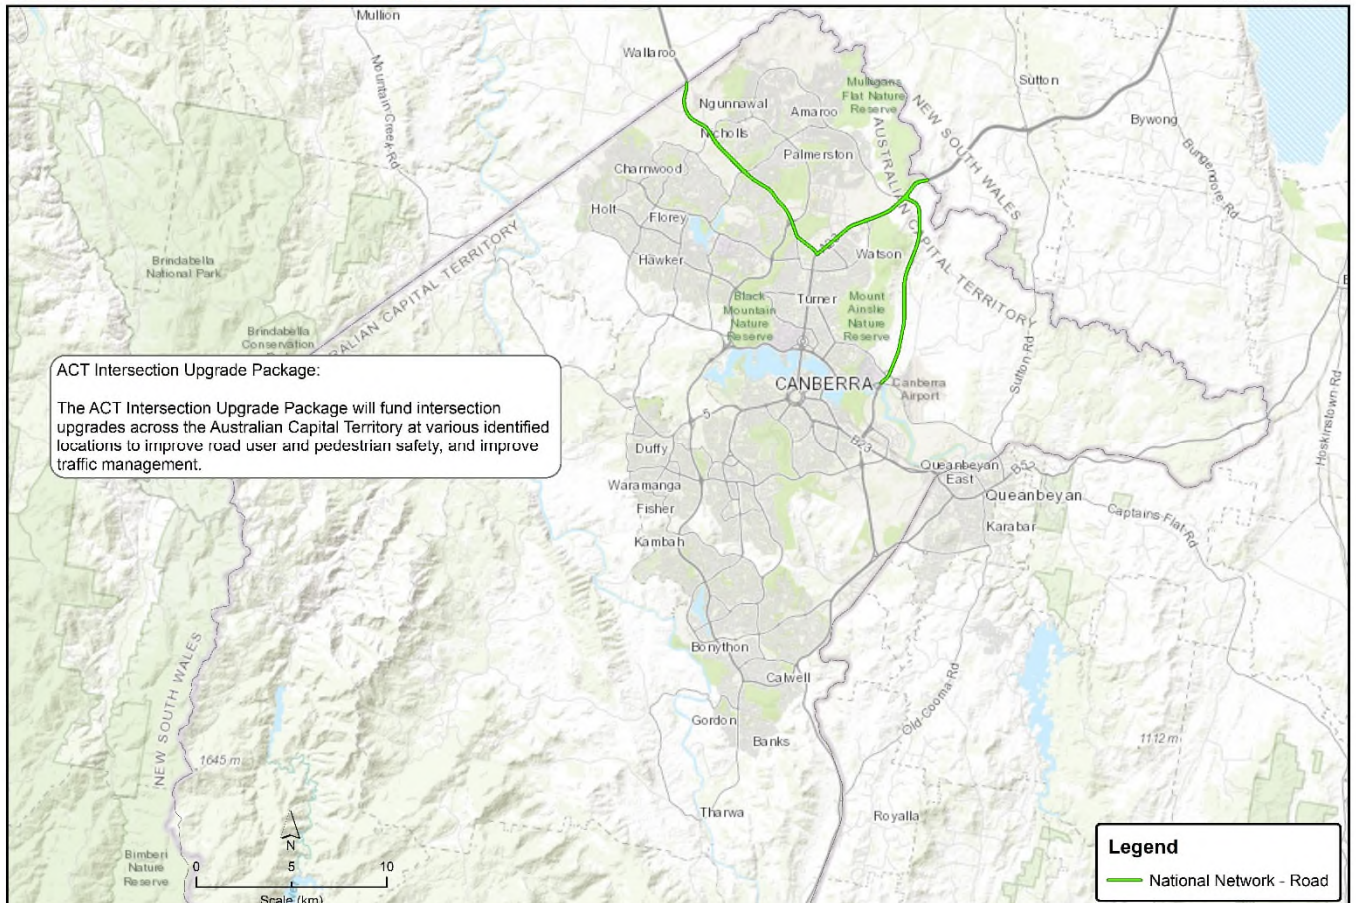 Mullion
Wallaroo
Mountain Creek Rd
Ngunnawal
Amaroo
Mulligans
Flat Nature
Reserve
Sutton
Bywong
NEW SOUTH WALES
AUSTRALIAN CAPITAL TERRITORY
Bungendore Rd
Nicholls
Palmerston
Charnwood
Holt
Florey
Hawker
A23
Watson
Brindabella
National Park
Black
Mountain
Nature
Reserve
Turner
Mount
Ainslie
Nature
Reserve
Brindabella
Conservation
RALIAN CAPITAL TERRITORY
Sutton Rd
ACT Intersection Upgrade Package:
The ACT Intersection Upgrade Package will fund intersection
upgrades across the Australian Capital Territory at various identified
locations to improve road user and pedestrian safety, and improve
traffic management.
CANBERRA
Canberra
Airport
5
B23
Hoskinstown Rd
Duffy
Waramanga
Fisher
Kambah
Queanbeyan
East
B52
Queanbeyan
Karabar
Captains Flat Rd
Bonython
Calwell
Gordon
Banks
Old Cooma Rd
NEW SOUTH WALES
1645 m
1112 m
Tharwa
Royalla
Bimberi
Nature
Reserve
N
0 5 10
Scale (km)
Legend
National Network - Road